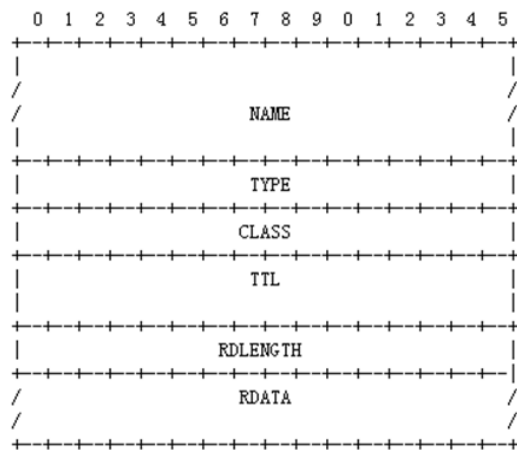 0 1 2 3 4 5 6 7 8 9 0 1 2 3 4 5
NAME
TYPE
CLASS
TTL
RDLENGTH
RDATA